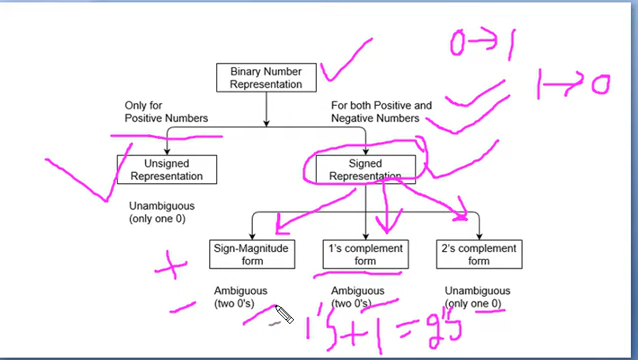 0→1
Binary Number
Representation
1→0
Only for
Positive Numbers
For both Positive and
Negative Numbers
Unsigned
Representation
Signed
Representation
Unambiguous
(only one 0)
Sign-Magnitude
form
1's complement
form
2's complement
form
+
Ambiguous
(two 0's)
Ambiguous
(two 0's)
Unambiguous
(only one 0)
−
1's+1=2's